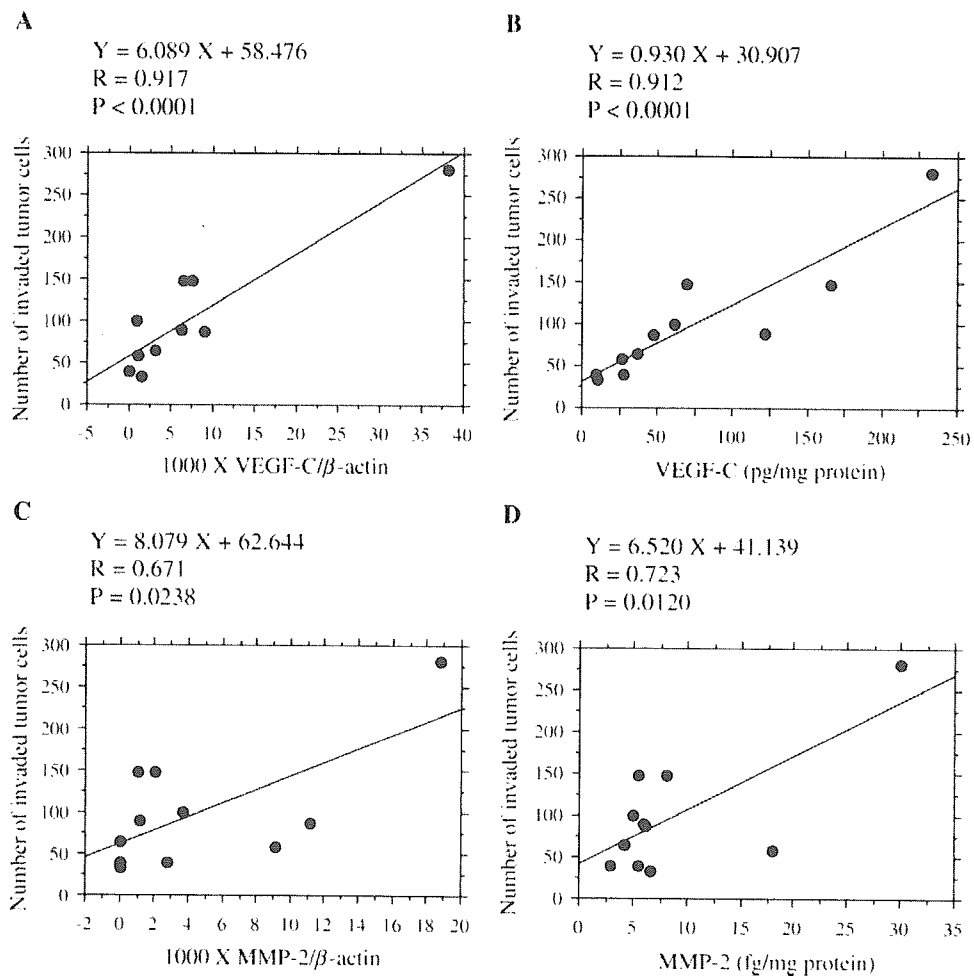 A
Y = 6.089 X + 58.476
R = 0.917
P < 0.0001
Number of invaded tumor cells
300
250
200
150
100
50
0
-5 0 5 10 15 20 25 30 35 40
1000 X VEGF-C/β-actin
B
Y = 0.930 X + 30.907
R = 0.912
P < 0.0001
Number of invaded tumor cells
300
250
200
150
100
50
0
0 50 100 150 200 250
VEGF-C (pg/mg protein)
C
Y = 8.079 X + 62.644
R = 0.671
P = 0.0238
Number of invaded tumor cells
300
250
200
150
100
50
0
-2 0 2 4 6 8 10 12 14 16 18 20
1000 X MMP-2/β-actin
D
Y = 6.520 X + 41.139
R = 0.723
P = 0.0120
Number of invaded tumor cells
300
250
200
150
100
50
0
0 5 10 15 20 25 30 35
MMP-2 (fg/mg protein)